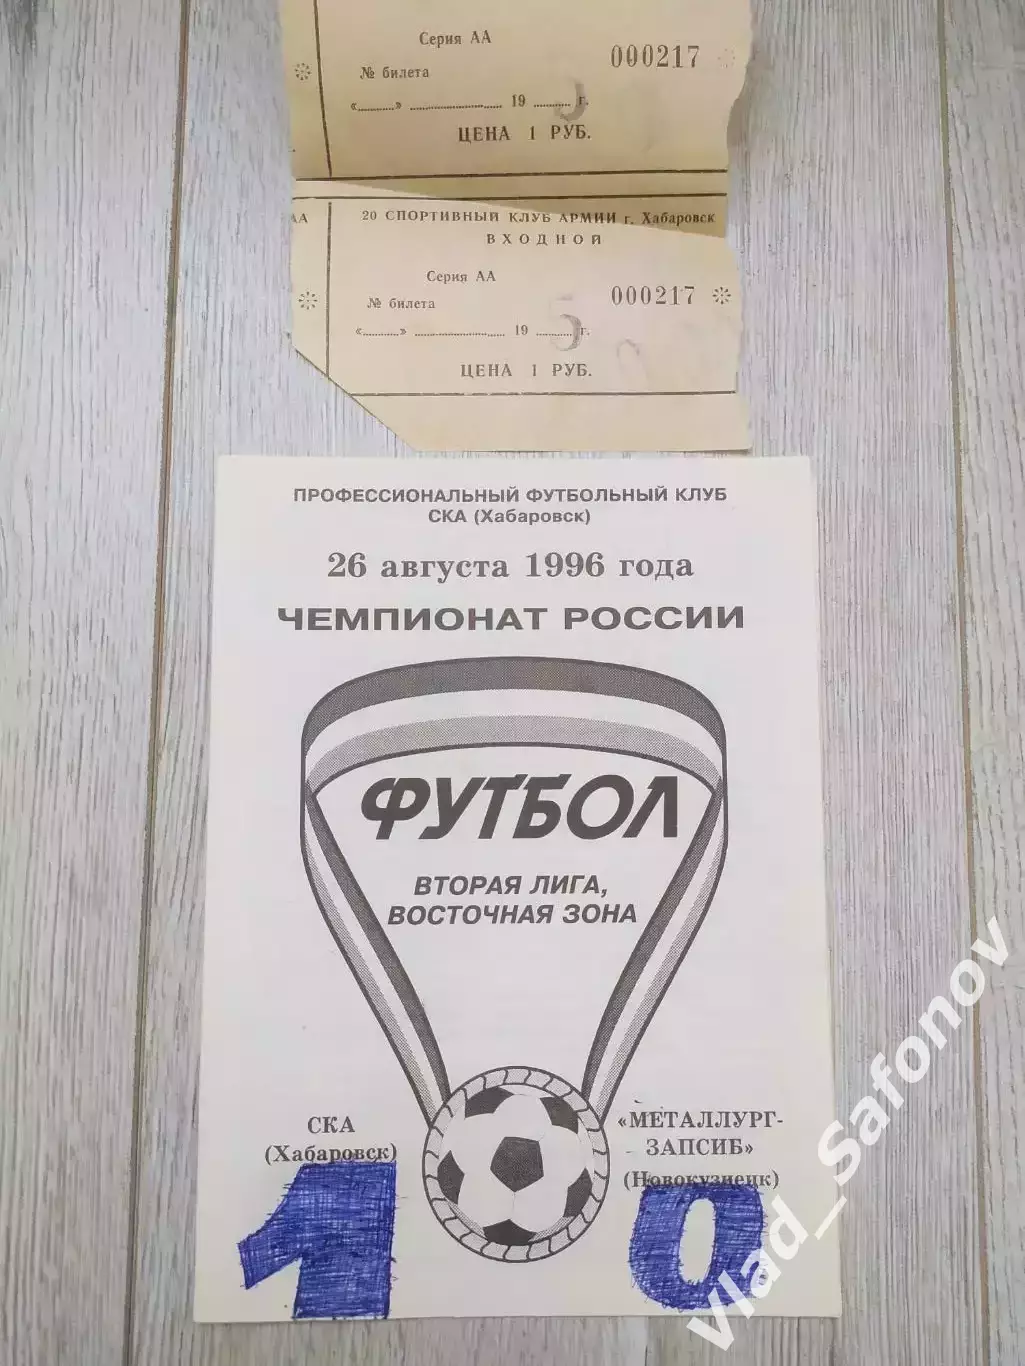 Серия АА
000217
№ билета
«..........» ........................ 19 .......... г.
ЦЕНА 1 РУБ.
АА
20 СПОРТИВНЫЙ КЛУБ АРМИИ г. Хабаровск
ВХОДНОЙ
Серия АА
000217
№ билета
«..........» ........................ 19 ..5.. г.
ЦЕНА 1 РУБ.
ПРОФЕССИОНАЛЬНЫЙ ФУТБОЛЬНЫЙ КЛУБ
СКА (Хабаровск)
26 августа 1996 года
ЧЕМПИОНАТ РОССИИ
ФУТБОЛ
ВТОРАЯ ЛИГА,
ВОСТОЧНАЯ ЗОНА
СКА
(Хабаровск)
«МЕТАЛЛУРГ-
ЗАПСИБ»
(Новокузнецк)
1 0
Vlad_Safonov